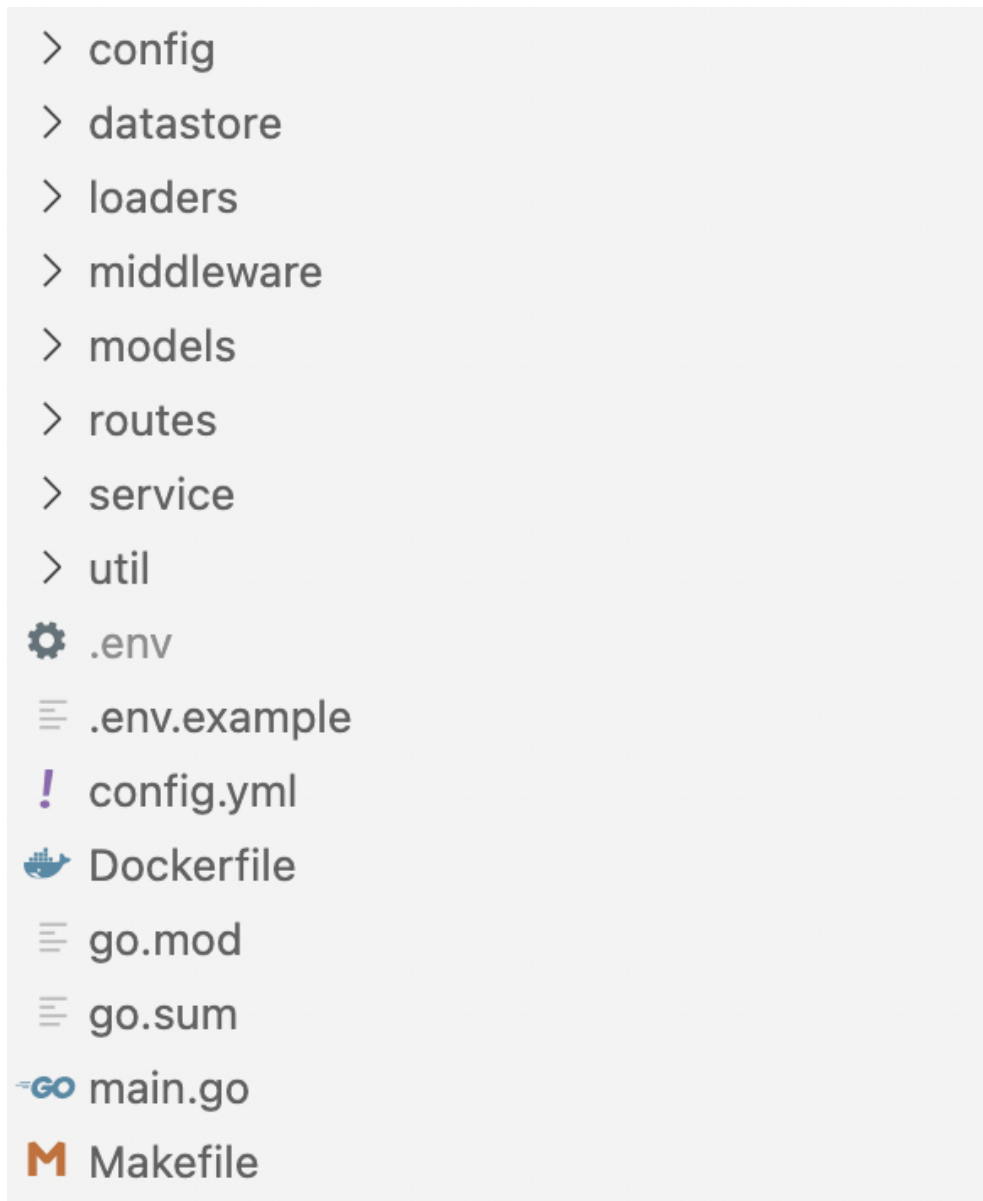 config
datastore
loaders
middleware
models
routes
service
util
.env
.env.example
config.yml
Dockerfile
go.mod
go.sum
GO main.go
M Makefile